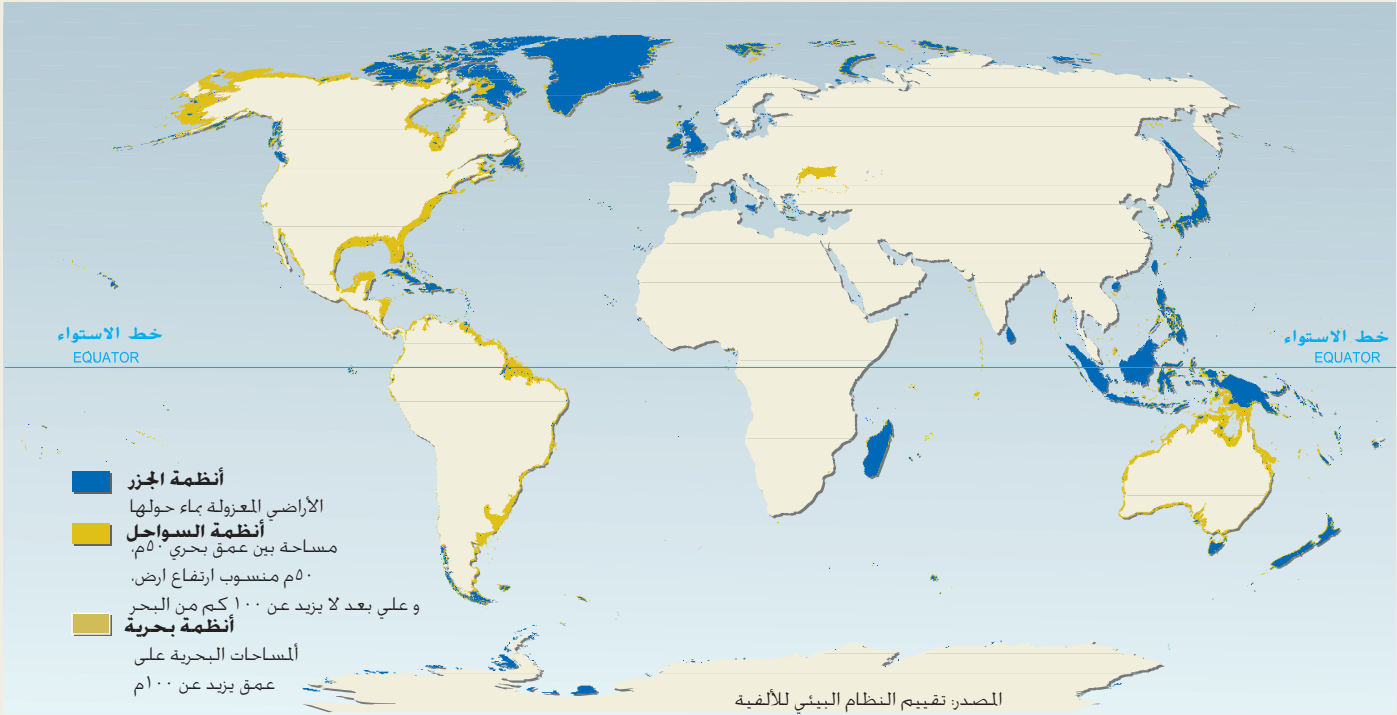 خط الاستواء
EQUATOR
خط الاستواء
EQUATOR
أنظمة الجزر
الأراضي المعزولة بماء حولها
أنظمة السواحل
مساحة بين عمق بحري ٥٠م،
٥٠م منسوب ارتفاع ارض،
و علي بعد لا يزيد عن ١٠٠ كم من البحر
أنظمة بحرية
ألمساحات البحرية على
عمق يزيد عن ١٠٠م
المصدر: تقييم النظام البيئي للألفية